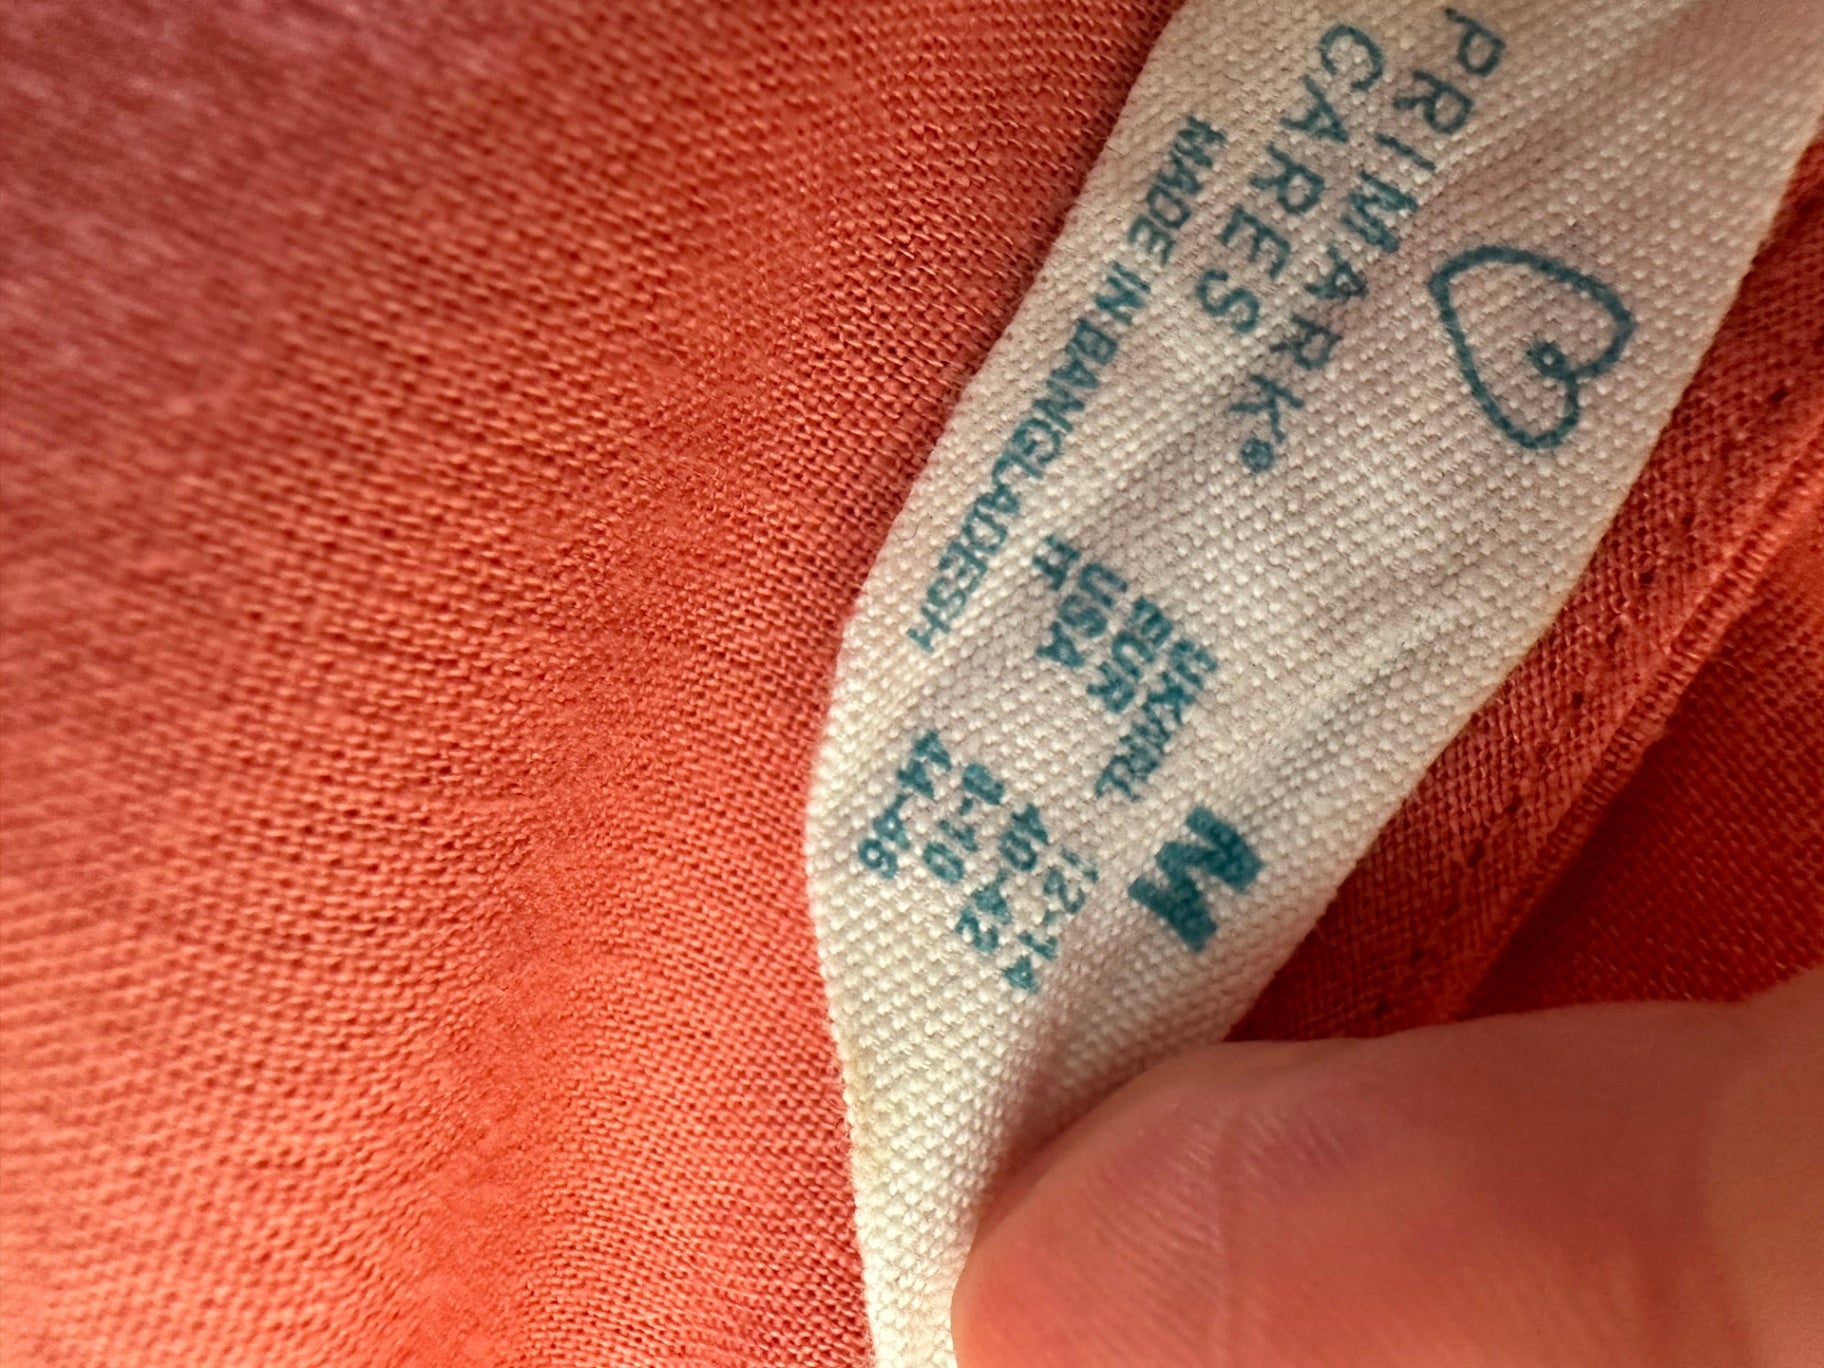 PRIMARK®
CARES
MADE IN BANGLADESH
M
UK/IRL 12-14
EUR 40-42
USA 8-10
IT 44-46